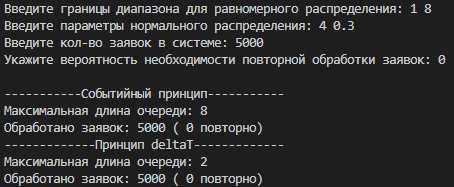 Введите границы диапазона для равномерного распределения: 1 8
Введите параметры нормального распределения: 4 0.3
Введите кол-во заявок в системе: 5000
Укажите вероятность необходимости повторной обработки заявок: 0
-----------Событийный принцип-----------
Максимальная длина очереди: 8
Обработано заявок: 5000 ( 0 повторно)
------------Принцип deltaT-------------
Максимальная длина очереди: 2
Обработано заявок: 5000 ( 0 повторно)